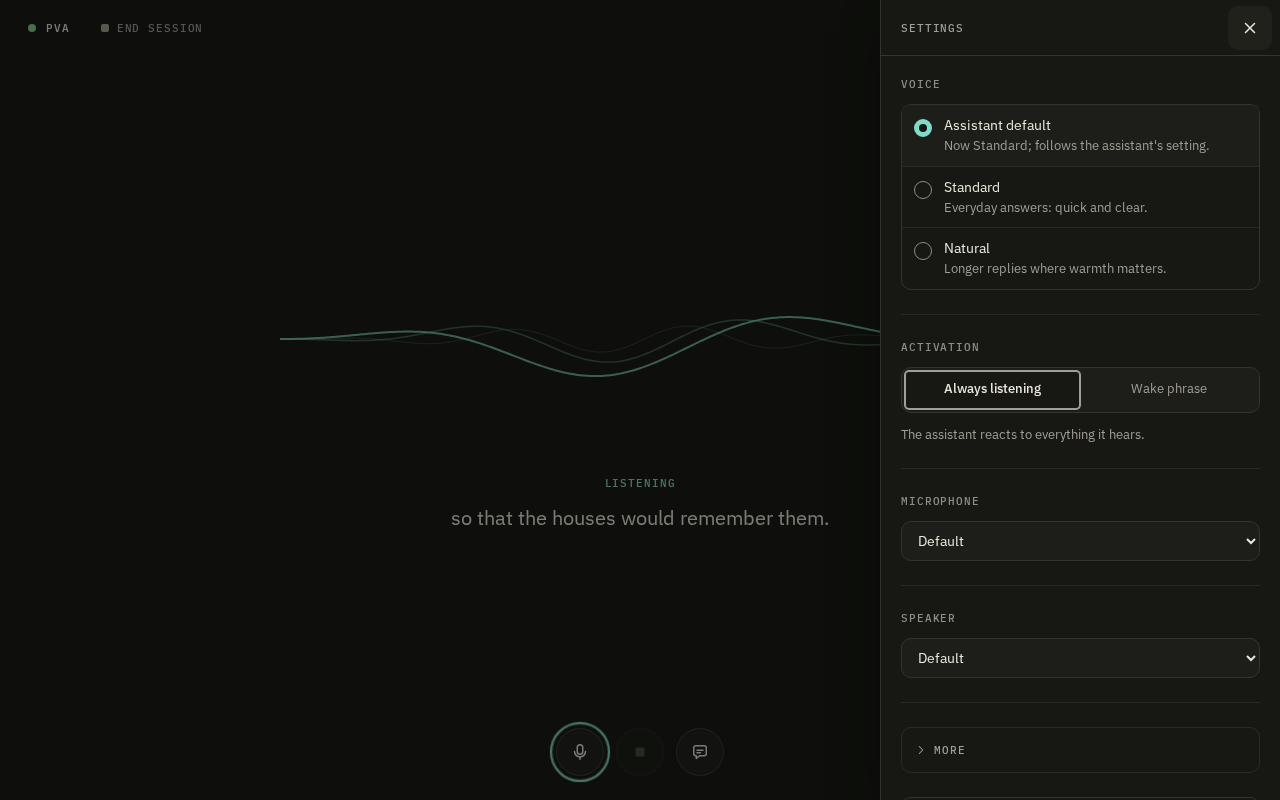 PVA
END SESSION
LISTENING
so that the houses would remember them.
SETTINGS
VOICE
Assistant default
Now Standard; follows the assistant's setting.
Standard
Everyday answers: quick and clear.
Natural
Longer replies where warmth matters.
ACTIVATION
Always listening
Wake phrase
The assistant reacts to everything it hears.
MICROPHONE
Default
SPEAKER
Default
MORE